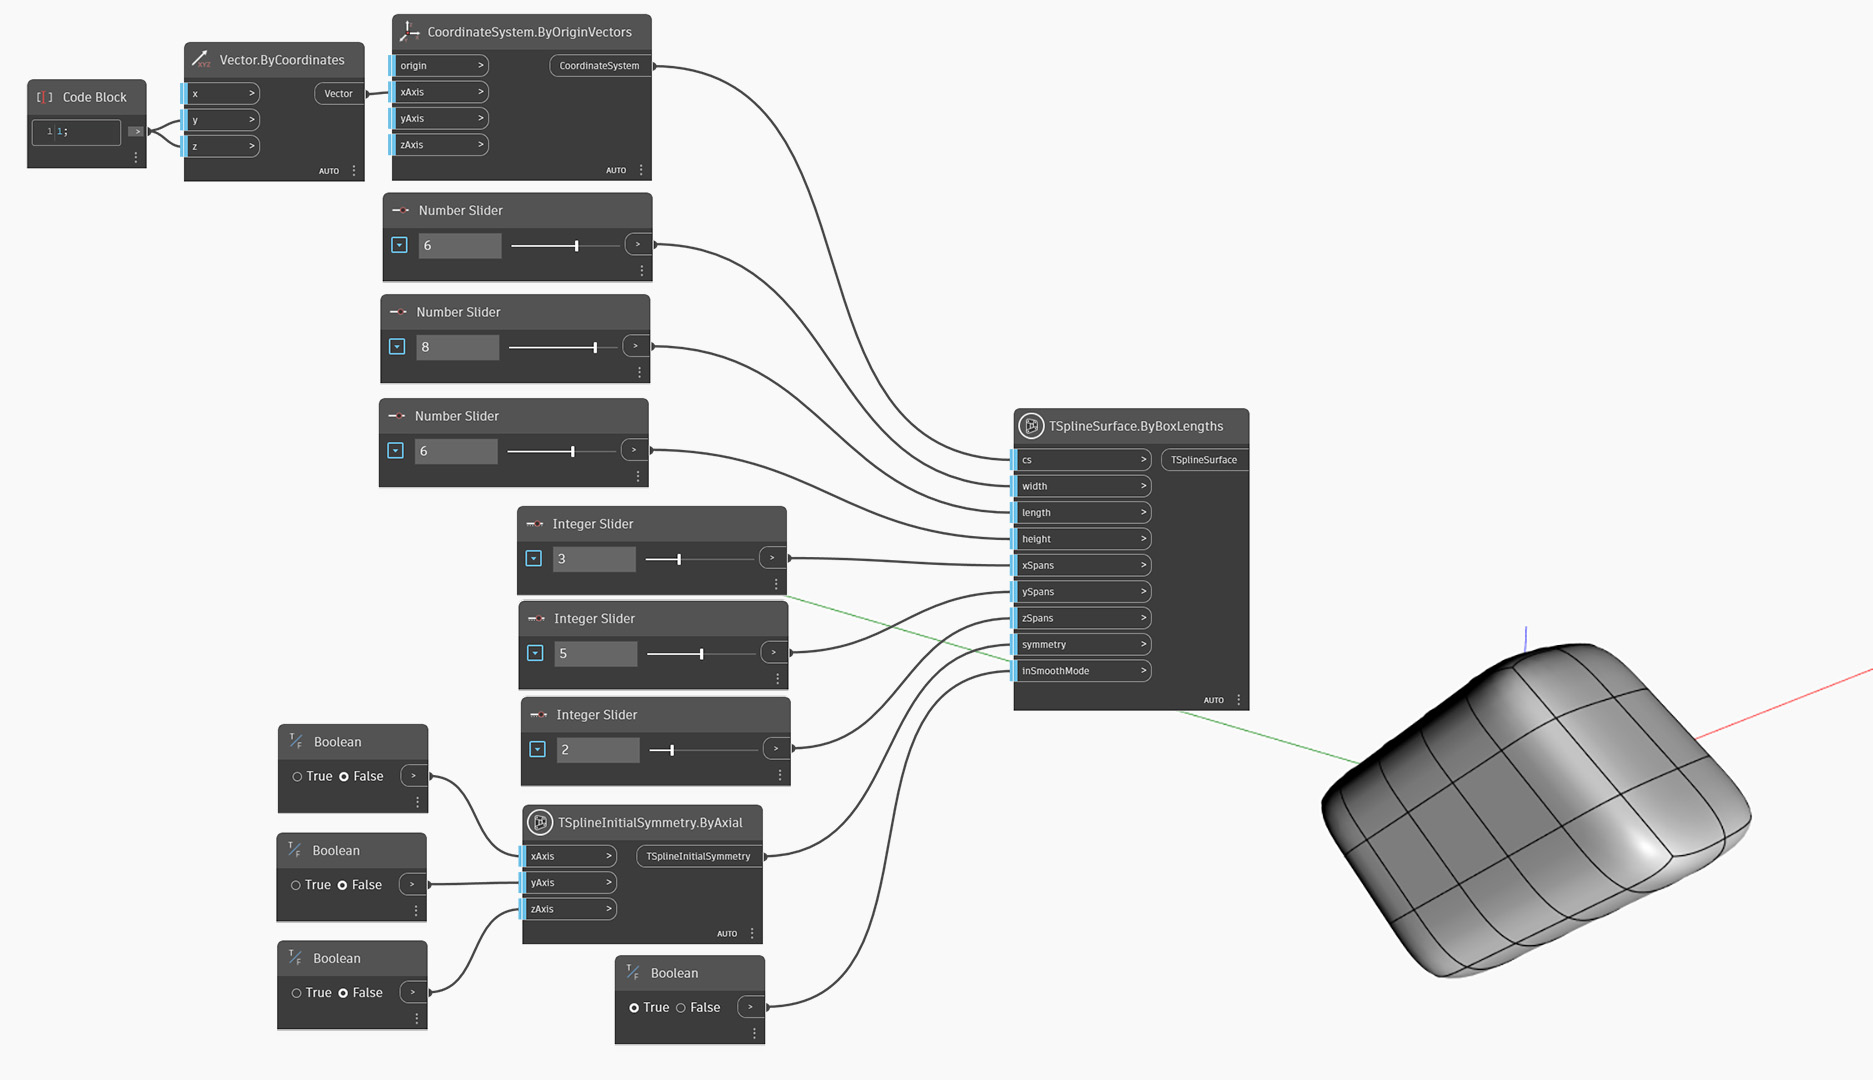 CoordinateSystem.ByOriginVectors
origin > CoordinateSystem
xAxis >
yAxis >
zAxis >
AUTO
Vector.ByCoordinates
x > Vector
y >
z >
AUTO
Code Block
1 1; >
Number Slider
6 >
Number Slider
8 >
Number Slider
6 >
TSplineSurface.ByBoxLengths
cs > TSplineSurface
width >
length >
height >
xSpans >
ySpans >
zSpans >
symmetry >
inSmoothMode >
AUTO
Integer Slider
3 >
Integer Slider
5 >
Integer Slider
2 >
T/F Boolean
True False >
T/F Boolean
True False >
T/F Boolean
True False >
TSplineInitialSymmetry.ByAxial
xAxis > TSplineInitialSymmetry
yAxis >
zAxis >
AUTO
T/F Boolean
True False >